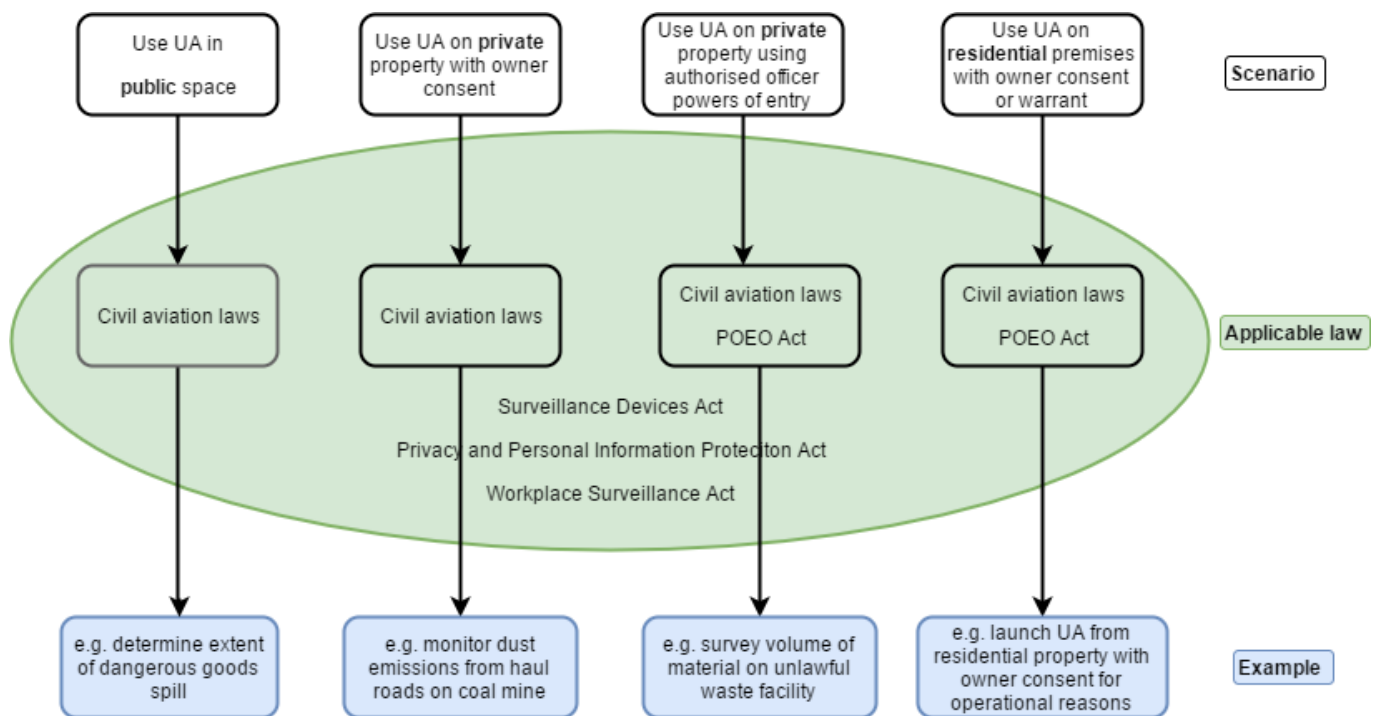 Use UA in
public space
Use UA on private
property with owner
consent
Use UA on private
property using
authorised officer
powers of entry
Use UA on
residential premises
with owner consent
or warrant
Scenario
Civil aviation laws
Civil aviation laws
Civil aviation laws
POEO Act
Civil aviation laws
POEO Act
Applicable law
Surveillance Devices Act
Privacy and Personal Information Proteciton Act
Workplace Surveillance Act
e.g. determine extent
of dangerous goods
spill
e.g. monitor dust
emissions from haul
roads on coal mine
e.g. survey volume of
material on unlawful
waste facility
e.g. launch UA from
residential property with
owner consent for
operational reasons
Example